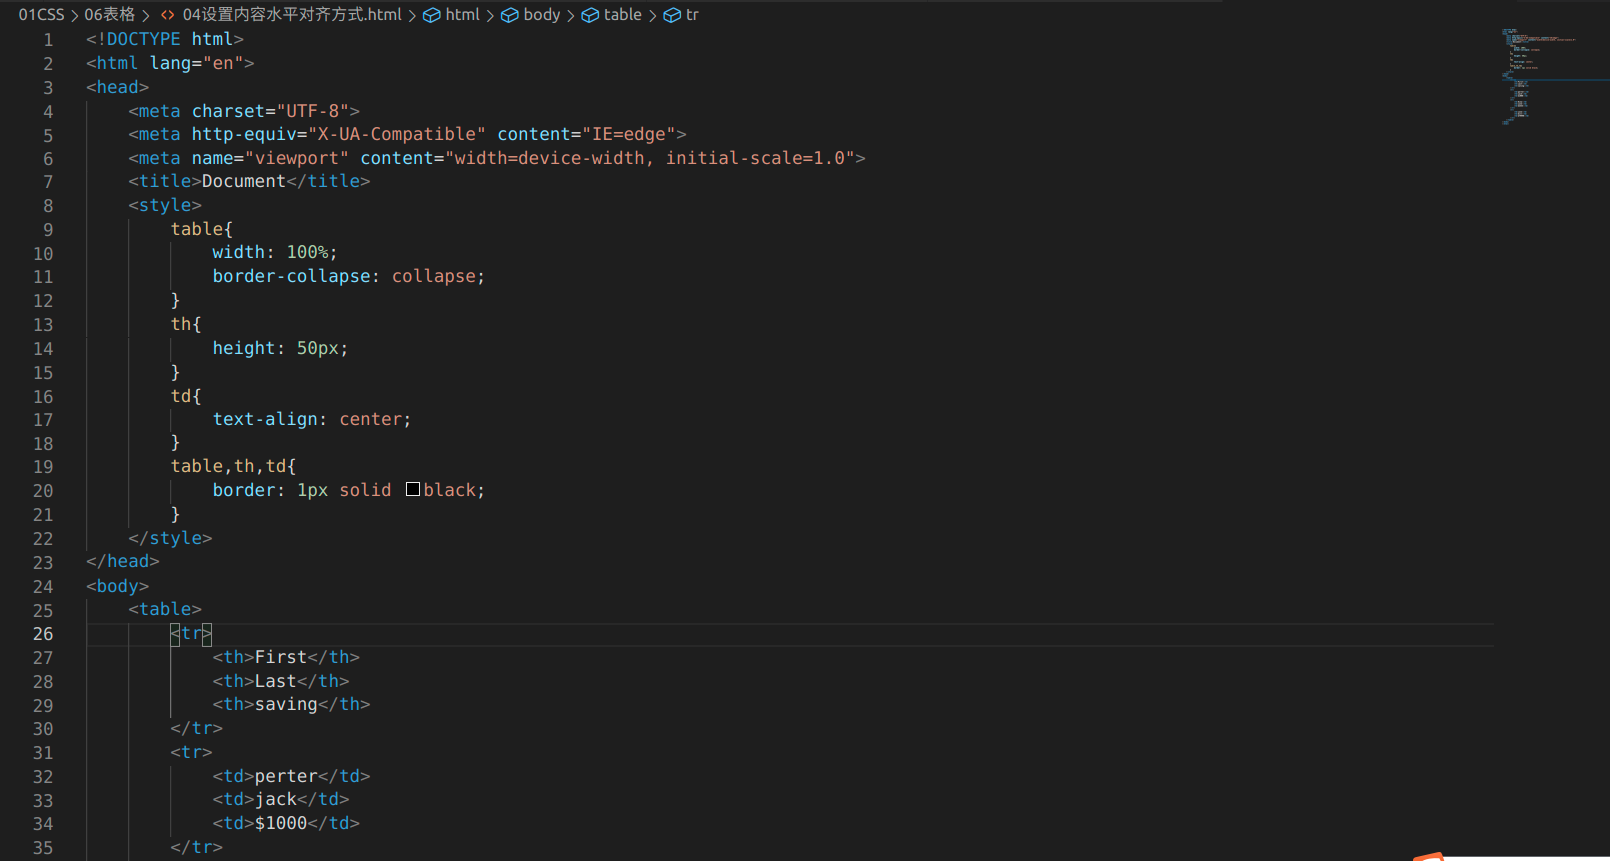 01CSS > 06表格 > <> 04设置内容水平对齐方式.html > html > body > table > tr
1 <!DOCTYPE html>
2 <html lang="en">
3 <head>
4 <meta charset="UTF-8">
5 <meta http-equiv="X-UA-Compatible" content="IE=edge">
6 <meta name="viewport" content="width=device-width, initial-scale=1.0">
7 <title>Document</title>
8 <style>
9 table{
10 width: 100%;
11 border-collapse: collapse;
12 }
13 th{
14 height: 50px;
15 }
16 td{
17 text-align: center;
18 }
19 table,th,td{
20 border: 1px solid black;
21 }
22 </style>
23 </head>
24 <body>
25 <table>
26 <tr>
27 <th>First</th>
28 <th>Last</th>
29 <th>saving</th>
30 </tr>
31 <tr>
32 <td>perter</td>
33 <td>jack</td>
34 <td>$1000</td>
35 </tr>